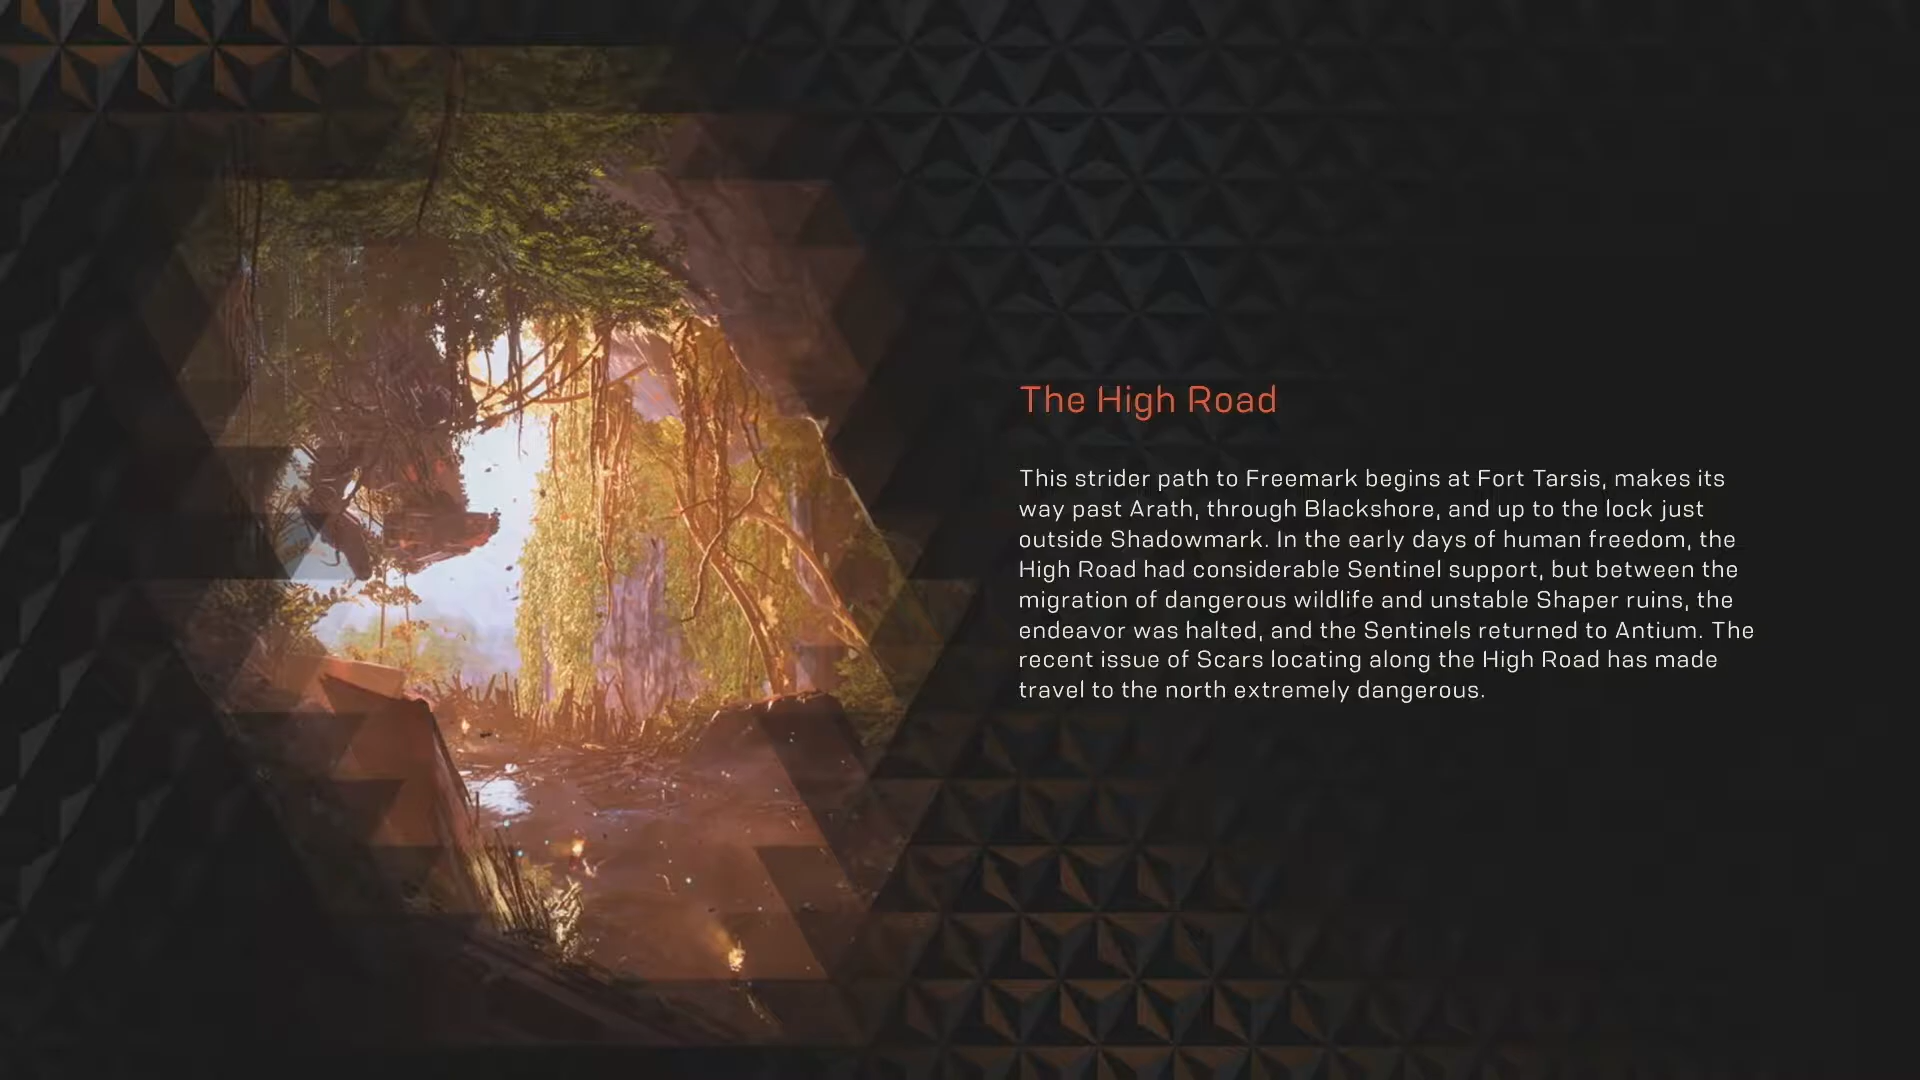 The High Road
This strider path to Freemark begins at Fort Tarsis, makes its
way past Arath, through Blackshore, and up to the lock just
outside Shadowmark. In the early days of human freedom, the
High Road had considerable Sentinel support, but between the
migration of dangerous wildlife and unstable Shaper ruins, the
endeavor was halted, and the Sentinels returned to Antium. The
recent issue of Scars locating along the High Road has made
travel to the north extremely dangerous.